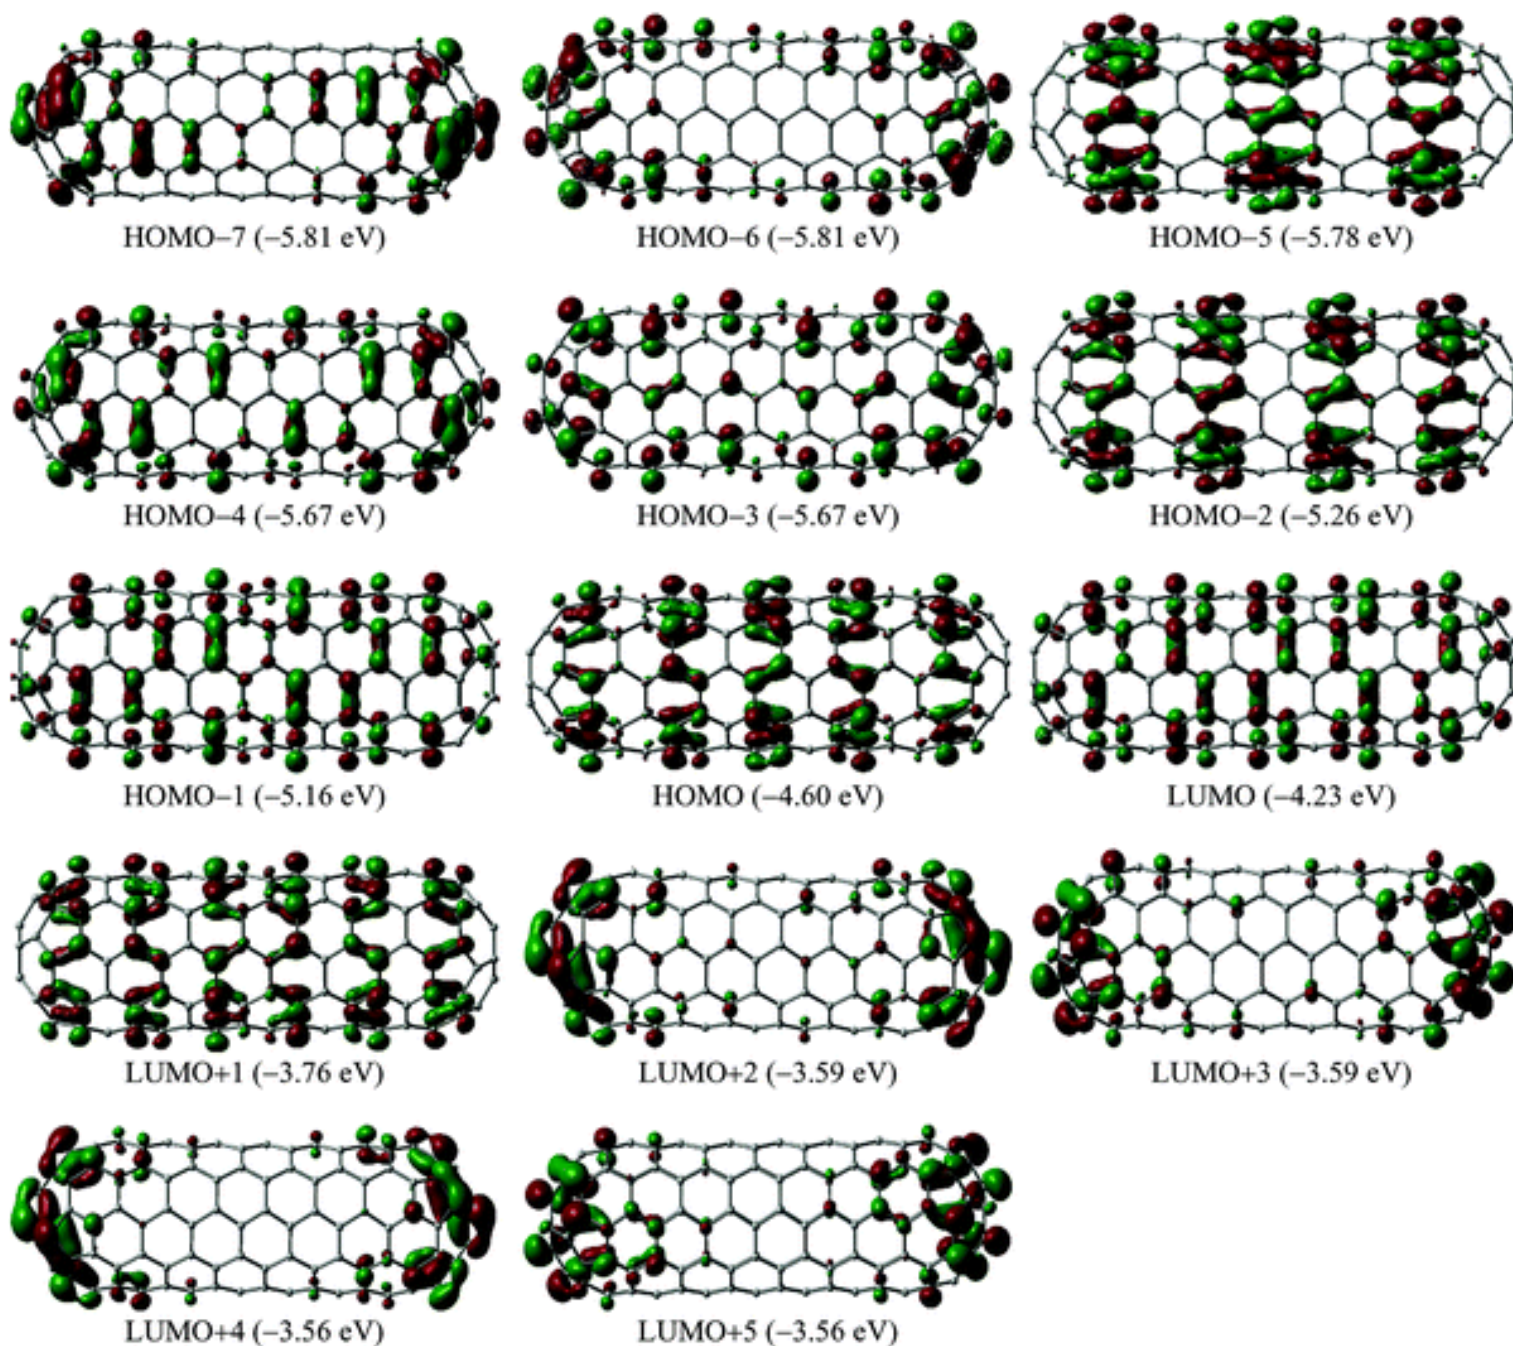 HOMO−7 (−5.81 eV)
HOMO−6 (−5.81 eV)
HOMO−5 (−5.78 eV)
HOMO−4 (−5.67 eV)
HOMO−3 (−5.67 eV)
HOMO−2 (−5.26 eV)
HOMO−1 (−5.16 eV)
HOMO (−4.60 eV)
LUMO (−4.23 eV)
LUMO+1 (−3.76 eV)
LUMO+2 (−3.59 eV)
LUMO+3 (−3.59 eV)
LUMO+4 (−3.56 eV)
LUMO+5 (−3.56 eV)